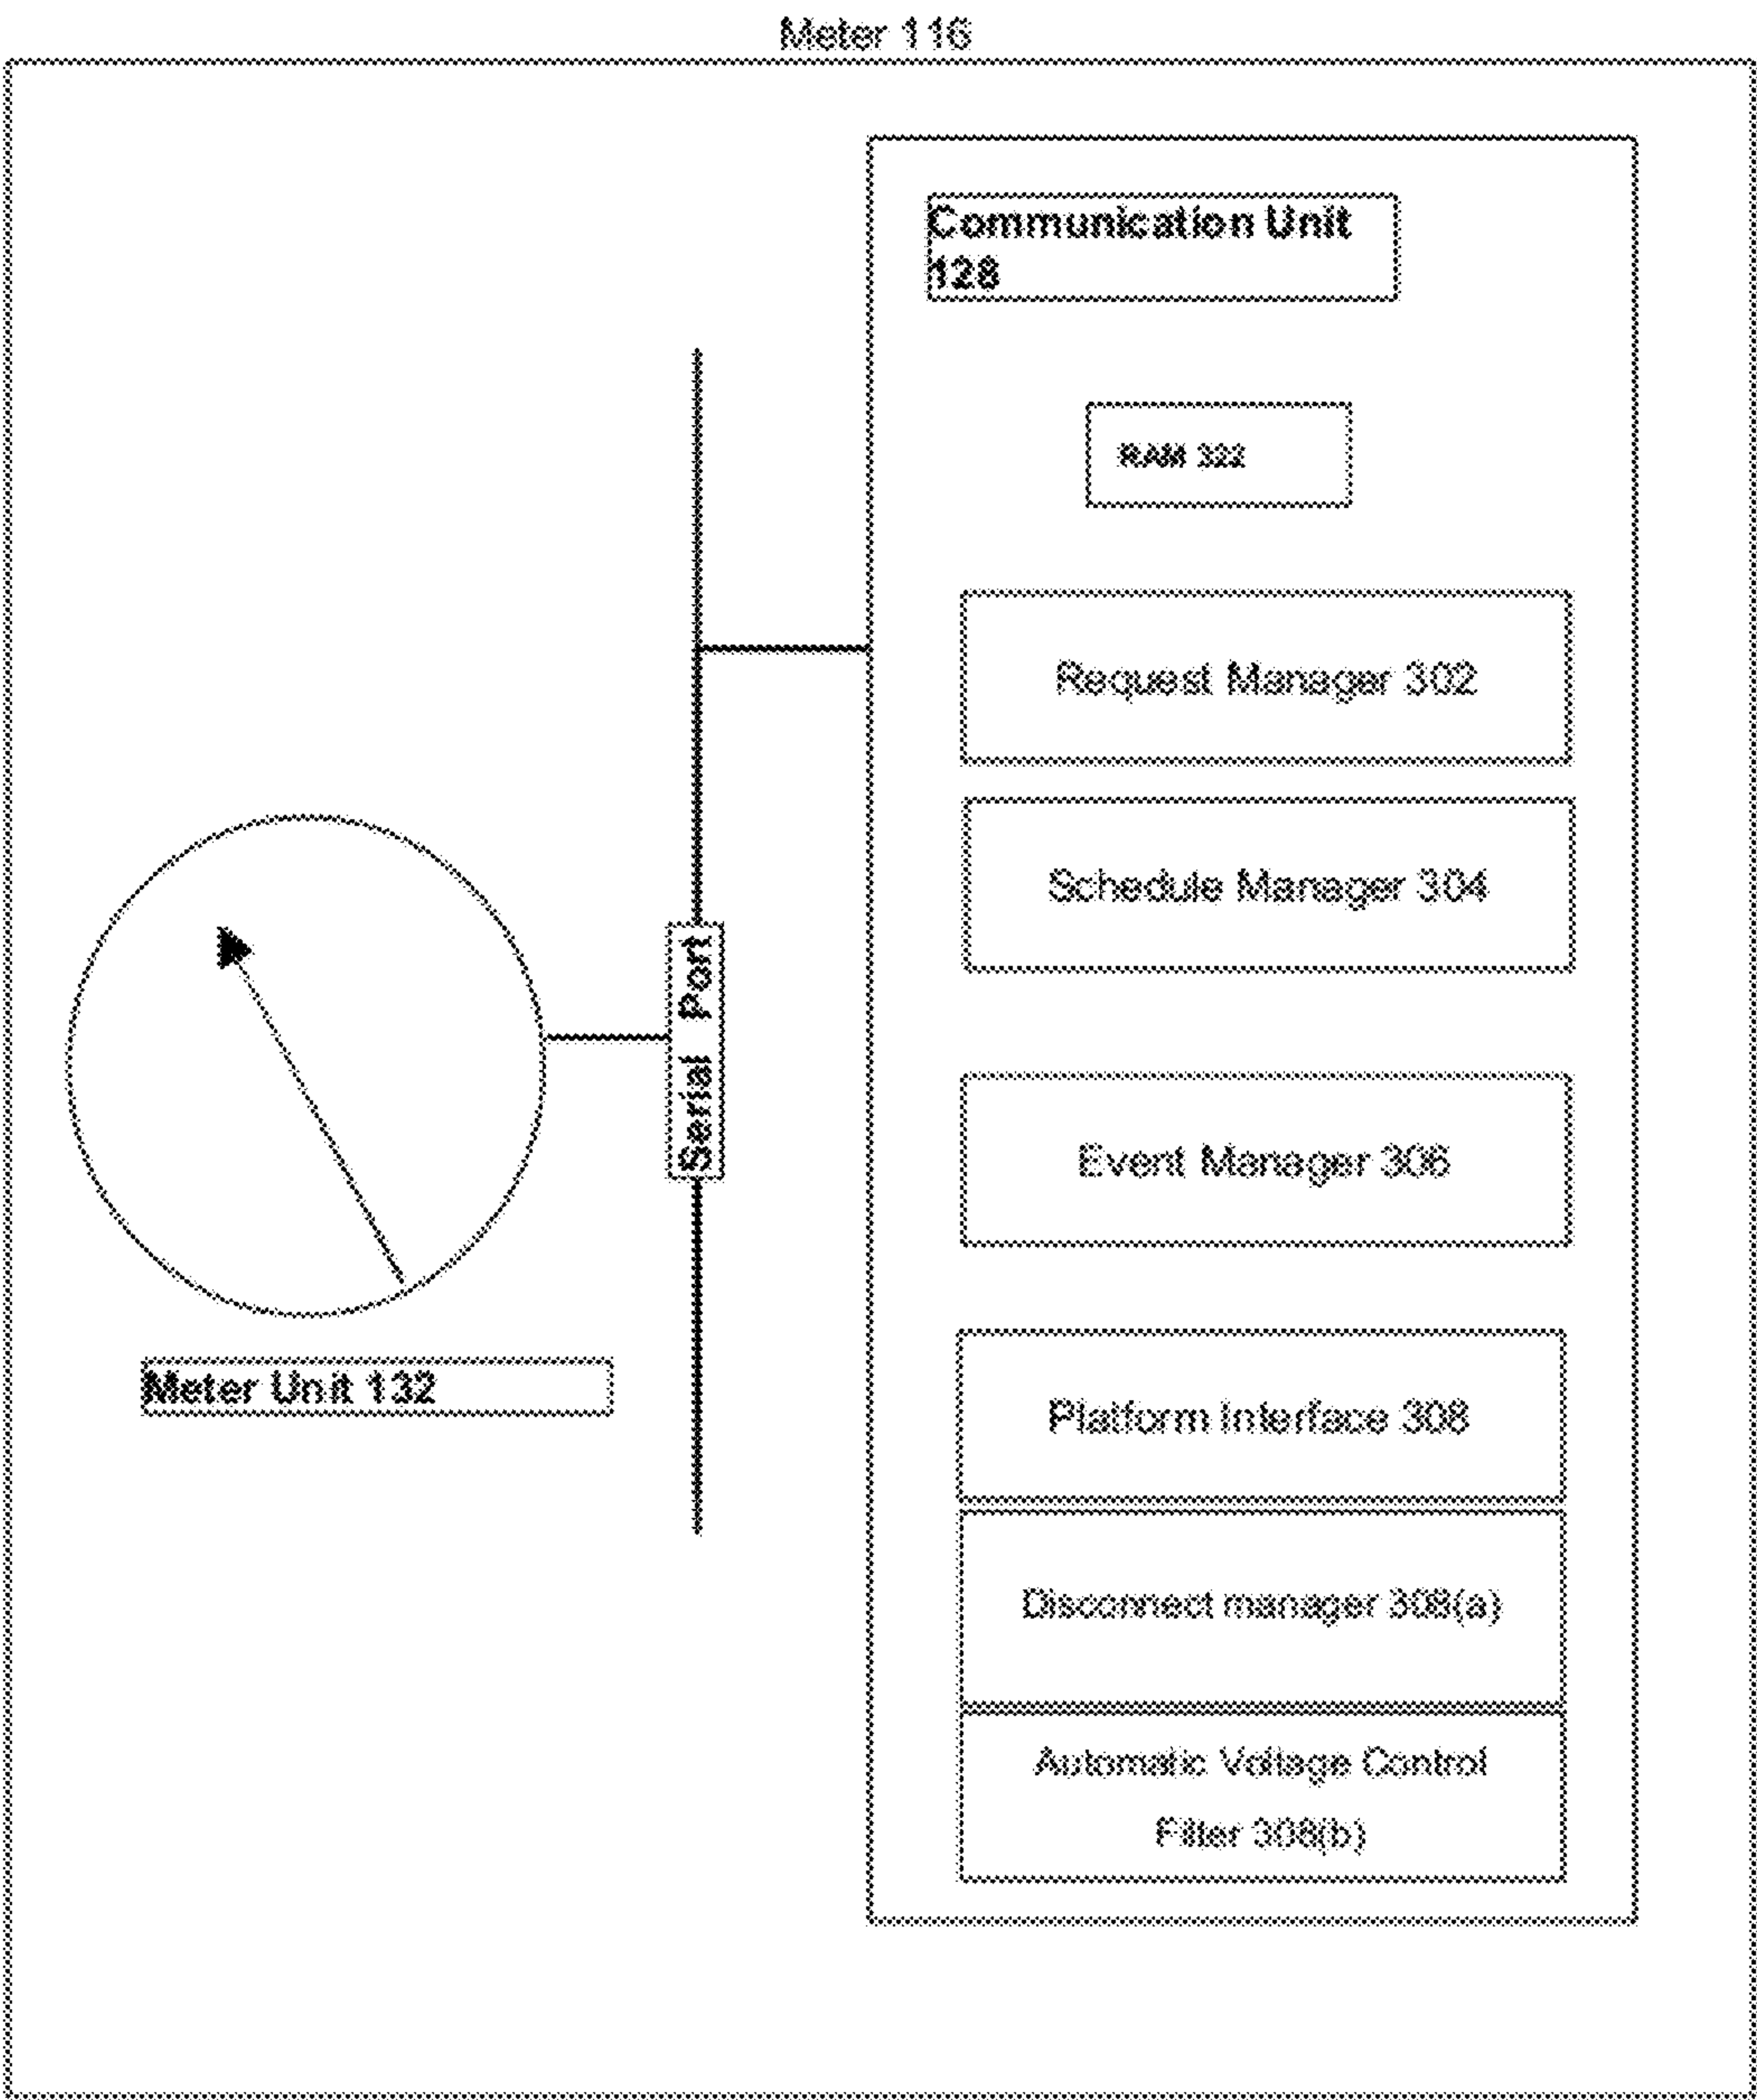 Meter 116
Communication Unit
128
RAM 322
Request Manager 302
Schedule Manager 304
Serial Port
Event Manager 306
Meter Unit 132
Platform Interface 308
Disconnect manager 308(a)
Automatic Voltage Control
Filter 308(b)